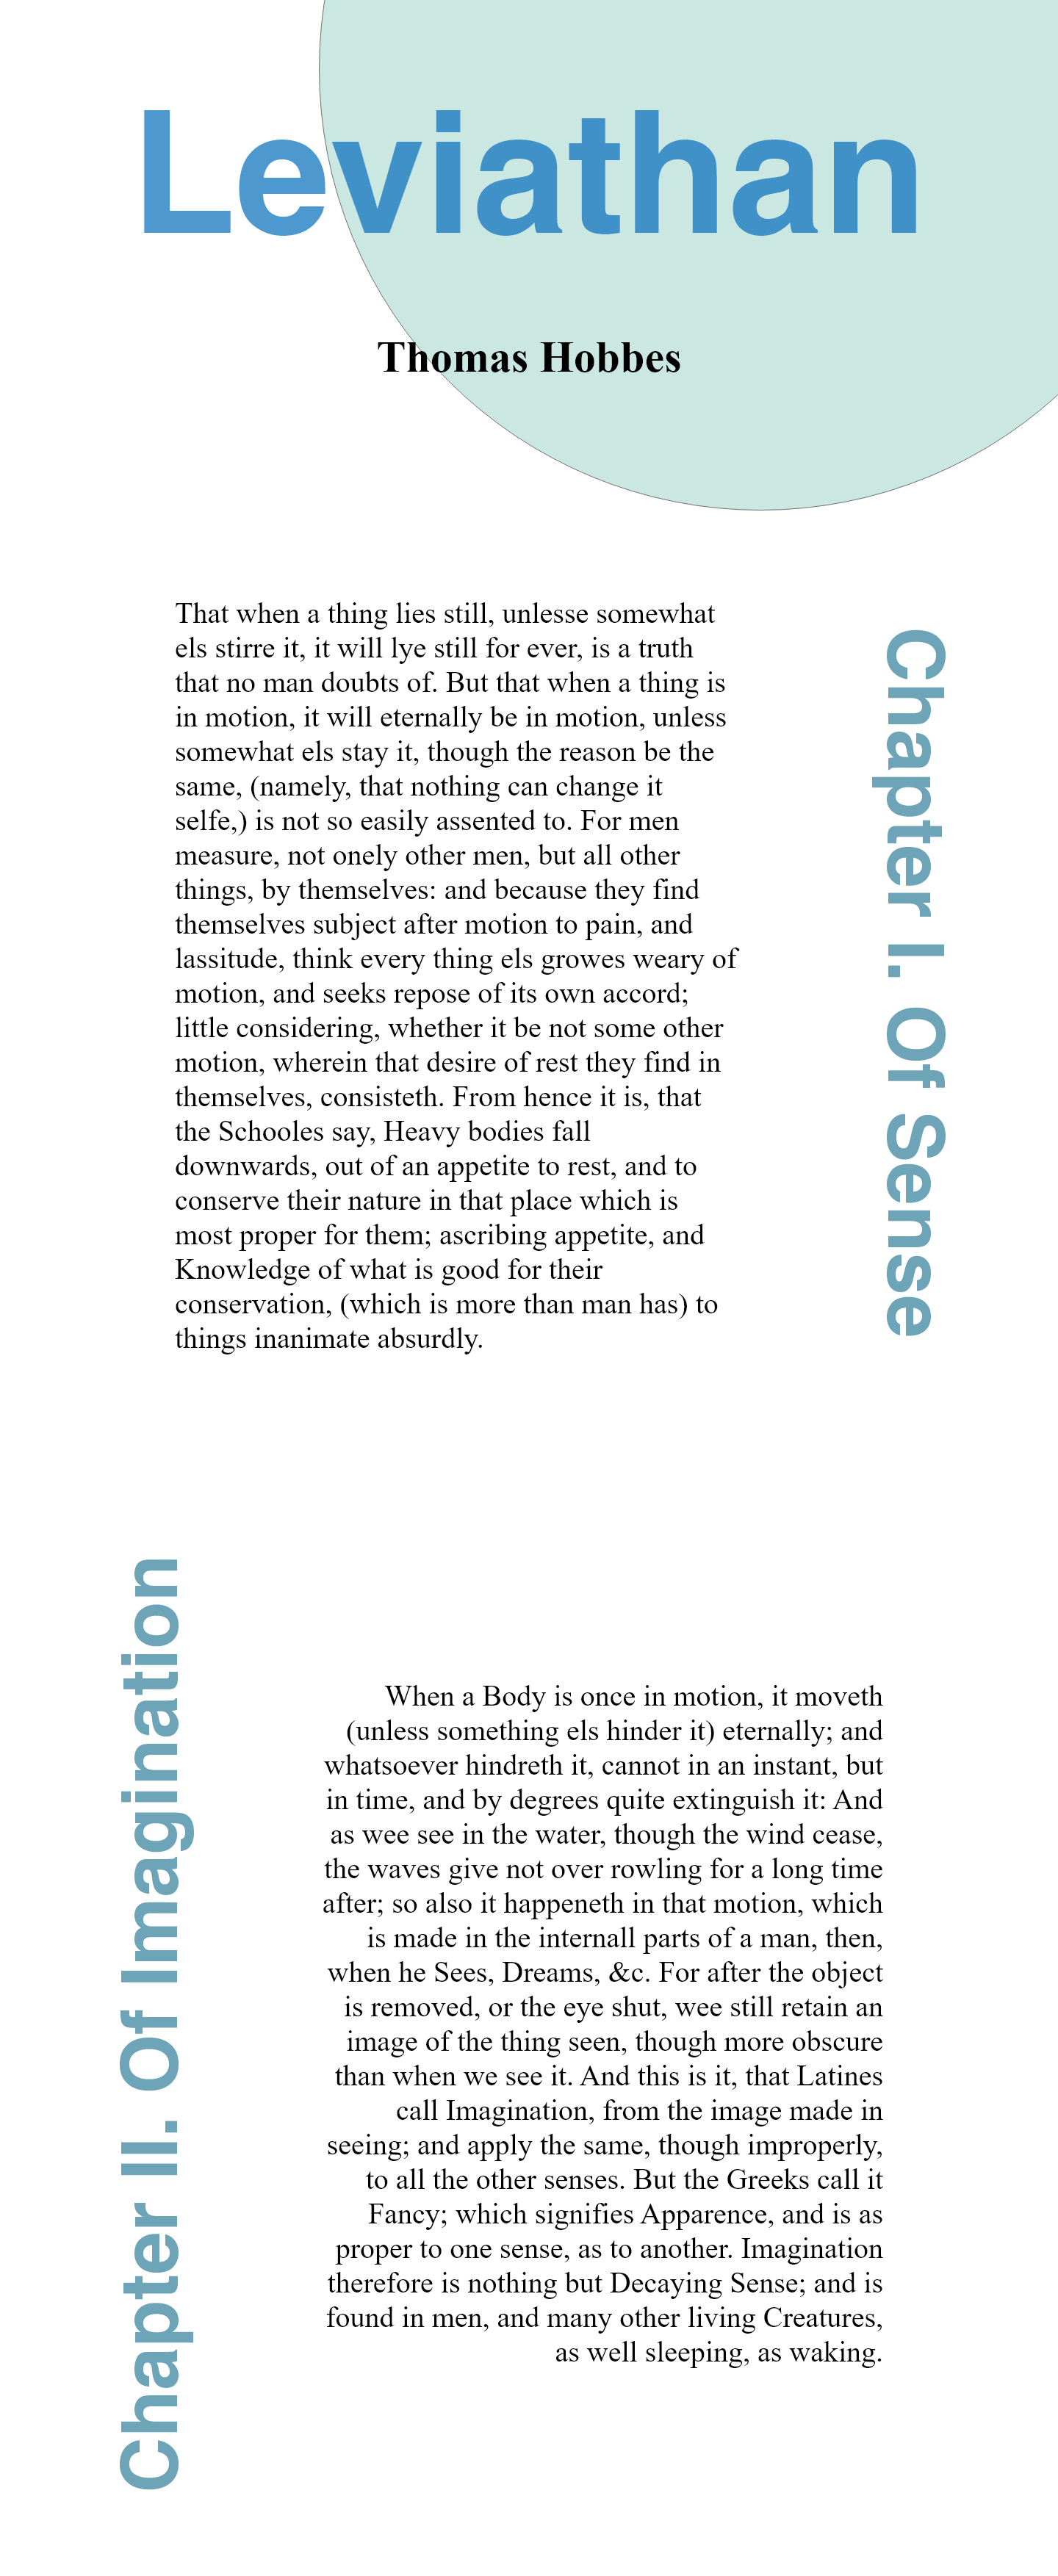 Leviathan
Thomas Hobbes
Chapter I. Of Sense
That when a thing lies still, unlesse somewhat
els stirre it, it will lye still for ever, is a truth
that no man doubts of. But that when a thing is
in motion, it will eternally be in motion, unless
somewhat els stay it, though the reason be the
same, (namely, that nothing can change it
selfe,) is not so easily assented to. For men
measure, not onely other men, but all other
things, by themselves: and because they find
themselves subject after motion to pain, and
lassitude, think every thing els growes weary of
motion, and seeks repose of its own accord;
little considering, whether it be not some other
motion, wherein that desire of rest they find in
themselves, consisteth. From hence it is, that
the Schooles say, Heavy bodies fall
downwards, out of an appetite to rest, and to
conserve their nature in that place which is
most proper for them; ascribing appetite, and
Knowledge of what is good for their
conservation, (which is more than man has) to
things inanimate absurdly.
Chapter II. Of Imagination
When a Body is once in motion, it moveth
(unless something els hinder it) eternally; and
whatsoever hindreth it, cannot in an instant, but
in time, and by degrees quite extinguish it: And
as wee see in the water, though the wind cease,
the waves give not over rowling for a long time
after; so also it happeneth in that motion, which
is made in the internall parts of a man, then,
when he Sees, Dreams, &c. For after the object
is removed, or the eye shut, wee still retain an
image of the thing seen, though more obscure
than when we see it. And this is it, that Latines
call Imagination, from the image made in
seeing; and apply the same, though improperly,
to all the other senses. But the Greeks call it
Fancy; which signifies Apparence, and is as
proper to one sense, as to another. Imagination
therefore is nothing but Decaying Sense; and is
found in men, and many other living Creatures,
as well sleeping, as waking.